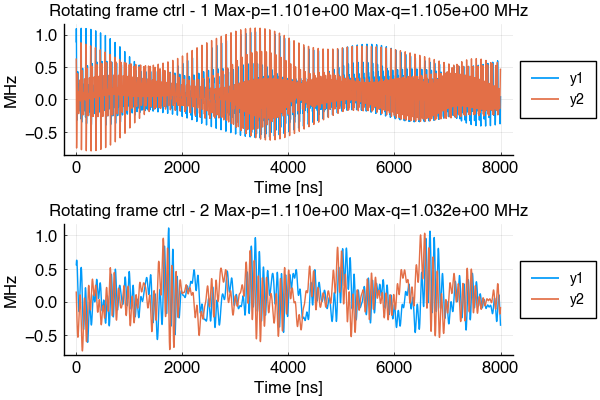 Rotating frame ctrl - 1 Max-p=1.101e+00 Max-q=1.105e+00 MHz
1.0
0.5
0.0
−0.5
MHz
0 2000 4000 6000 8000
Time [ns]
y1
y2
Rotating frame ctrl - 2 Max-p=1.110e+00 Max-q=1.032e+00 MHz
1.0
0.5
0.0
−0.5
MHz
0 2000 4000 6000 8000
Time [ns]
y1
y2